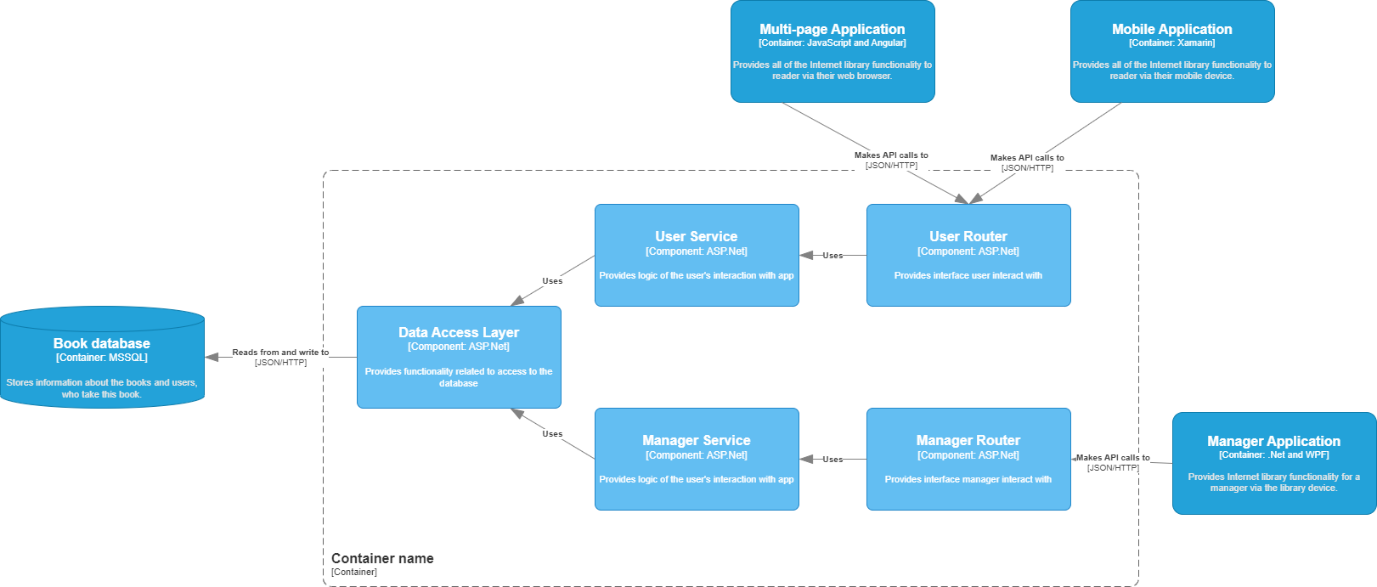 Multi-page Application
[Container: JavaScript and Angular]
Provides all of the Internet library functionality to
reader via their web browser.
Mobile Application
[Container: Xamarin]
Provides all of the Internet library functionality to
reader via their mobile device.
Makes API calls to
[JSON/HTTP]
Makes API calls to
[JSON/HTTP]
User Service
[Component: ASP.Net]
Provides logic of the user's interaction with app
Uses
User Router
[Component: ASP.Net]
Provides interface user interact with
Uses
Book database
[Container: MSSQL]
Stores information about the books and users,
who take this book.
Reads from and write to
[JSON/HTTP]
Data Access Layer
[Component: ASP.Net]
Provides functionality related to access to the
database
Uses
Manager Service
[Component: ASP.Net]
Provides logic of the user's interaction with app
Uses
Manager Router
[Component: ASP.Net]
Provides interface manager interact with
Makes API calls to
[JSON/HTTP]
Manager Application
[Container: .Net and WPF]
Provides Internet library functionality for a
manager via the library device.
Container name
[Container]